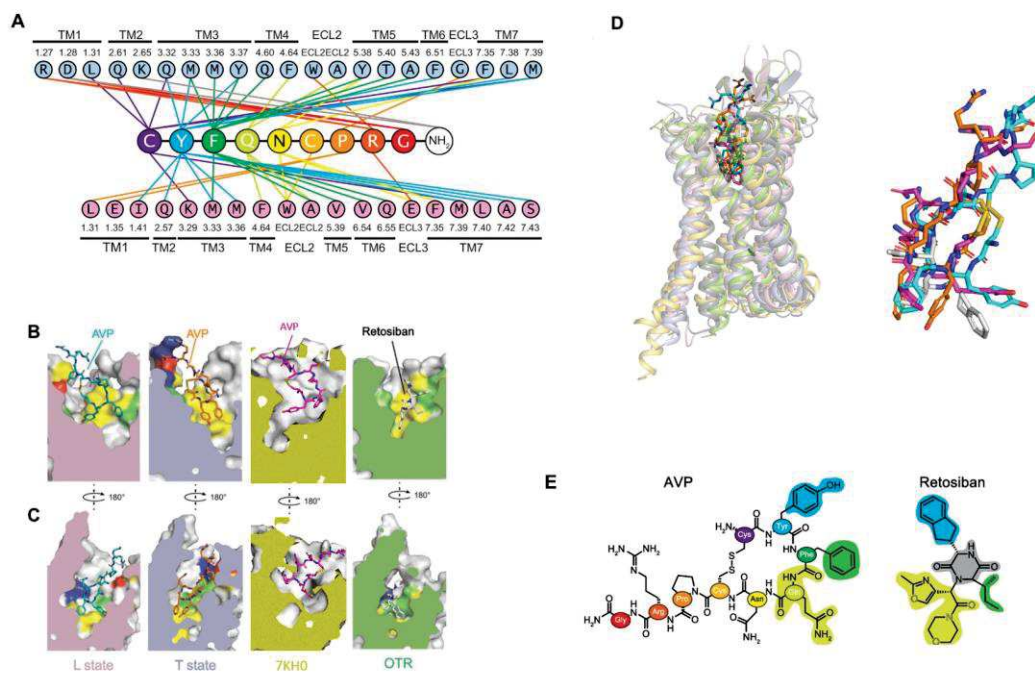 A
TM1 TM2 TM3 TM4 ECL2 TM5 TM6 ECL3 TM7
1.27 1.28 1.31 2.61 2.65 3.32 3.33 3.36 3.37 4.60 4.64 ECL2 ECL2 5.38 5.40 5.43 6.51 ECL3 7.35 7.38 7.39
R D L Q K Q M M Y Q F W A Y T A F G F L M
C Y F Q N C P R G NH2
L E I Q K M M F W A V V Q E F M L A S
1.31 1.35 1.41 2.57 3.29 3.33 3.36 4.64 ECL2 ECL2 5.39 6.54 6.55 ECL3 7.35 7.39 7.40 7.42 7.43
TM1 TM2 TM3 TM4 ECL2 TM5 TM6 ECL3 TM7
B
AVP AVP AVP Retosiban
180° 180° 180° 180°
C
L state T state 7KH0 OTR
D
E
AVP Retosiban
OH
H2N Cys Tyr
O
N
H
Phe
S
S
NH2
HN
Gly Arg Pro Cys Asn Gln
H2N
NH2
NH2